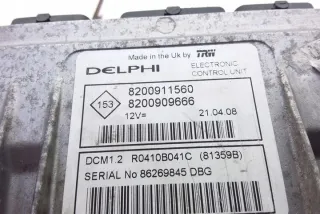 Made in the Uk by TRW
DELPHI ELECTRONIC
CONTROL UNIT
153 8200911560
8200909666
12V= 21.04.08
DCM1.2 R0410B041C (81359B)
SERIAL No 86269845 DBG